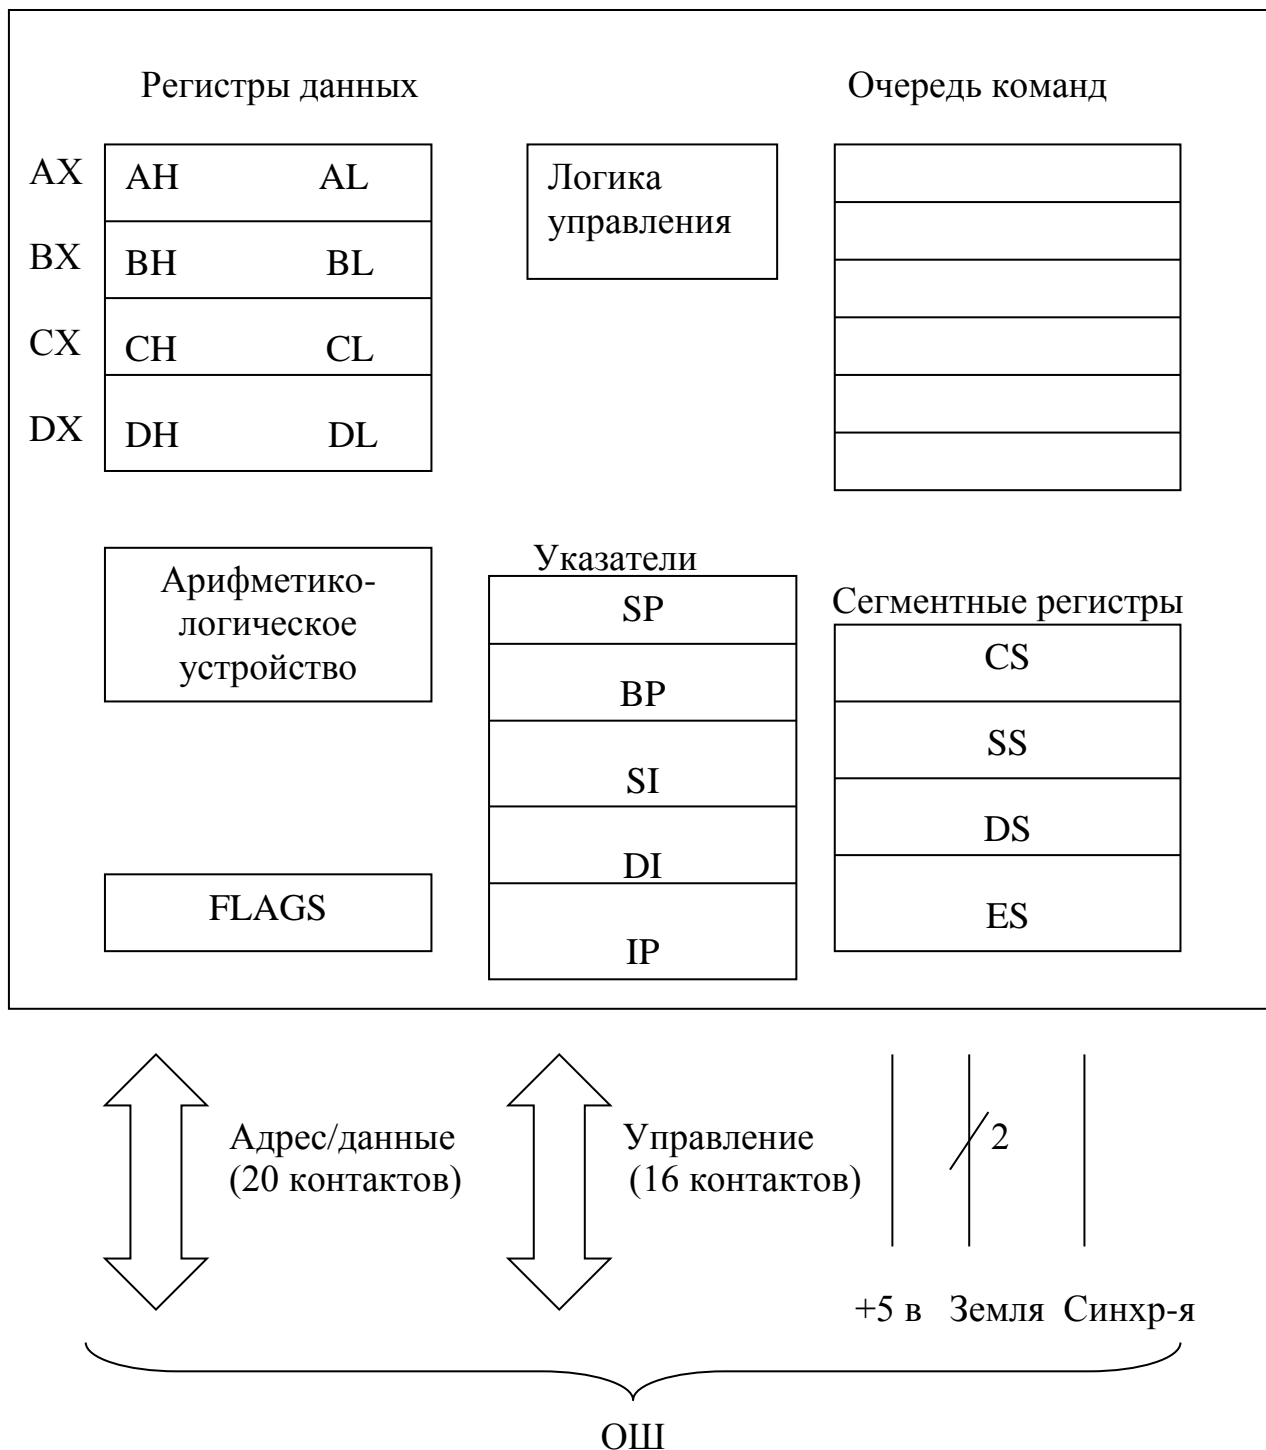 Регистры данных
Очередь команд
AX
AH AL
BX
BH BL
CX
CH CL
DX
DH DL
Логика
управления
Арифметико-
логическое
устройство
Указатели
SP
BP
SI
DI
IP
Сегментные регистры
CS
SS
DS
ES
FLAGS
Адрес/данные
(20 контактов)
Управление
(16 контактов)
2
+5 в Земля Синхр-я
ОШ